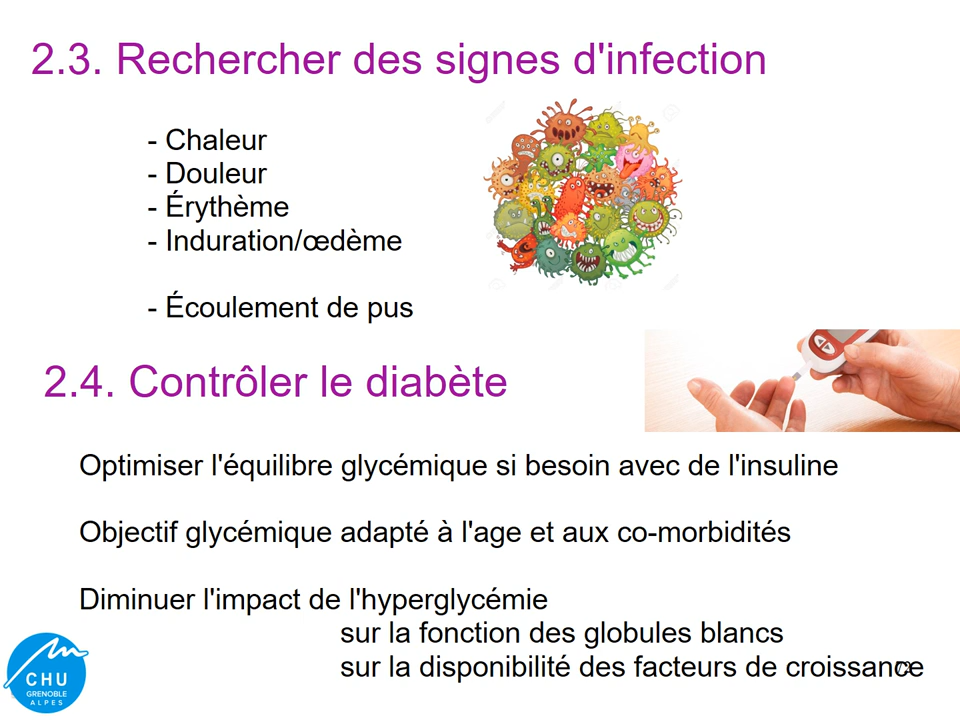 2.3. Rechercher des signes d'infection
- Chaleur
- Douleur
- Érythème
- Induration/œdème
- Écoulement de pus
2.4. Contrôler le diabète
Optimiser l'équilibre glycémique si besoin avec de l'insuline
Objectif glycémique adapté à l'age et aux co-morbidités
Diminuer l'impact de l'hyperglycémie
sur la fonction des globules blancs
sur la disponibilité des facteurs de croissance
CHU
GRENOBLE
ALPES